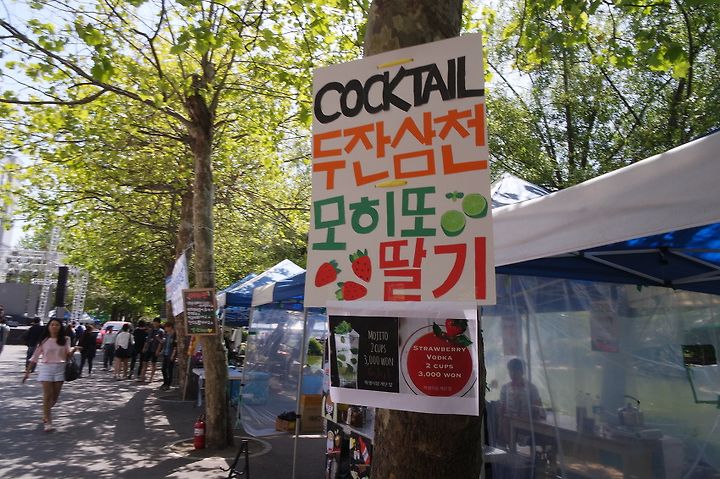 COCKTAIL
두잔삼천
모히또
딸기
MOJITO
2 CUPS
3,000 WON
STRAWBERRY
VODKA
2 CUPS
3,000 WON